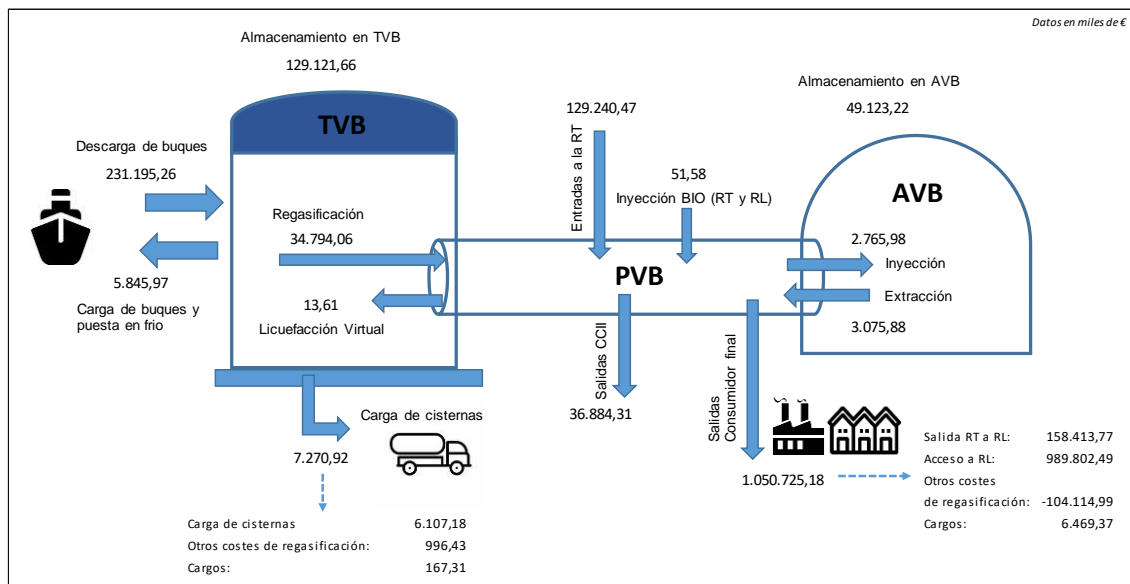 Datos en miles de €
Almacenamiento en TVB
129.121,66
TVB
Descarga de buques
231.195,26
5.845,97
Carga de buques y
puesta en frio
Regasificación
34.794,06
13,61
Licuefacción Virtual
Carga de cisternas
7.270,92
Carga de cisternas 6.107,18
Otros costes de regasificación: 996,43
Cargos: 167,31
129.240,47
Entradas a la RT
51,58
Inyección BIO (RT y RL)
PVB
Salidas CCII
36.884,31
Salidas
Consumidor final
1.050.725,18
Almacenamiento en AVB
49.123,22
AVB
2.765,98
Inyección
Extracción
3.075,88
Salida RT a RL: 158.413,77
Acceso a RL: 989.802,49
Otros costes
de regasificación: -104.114,99
Cargos: 6.469,37